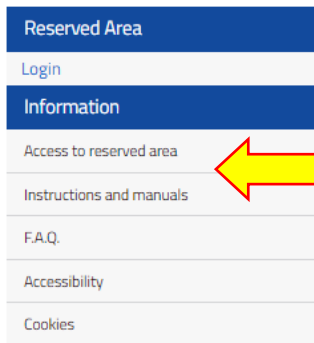 Reserved Area
Login
Information
Access to reserved area
Instructions and manuals
F.A.Q.
Accessibility
Cookies